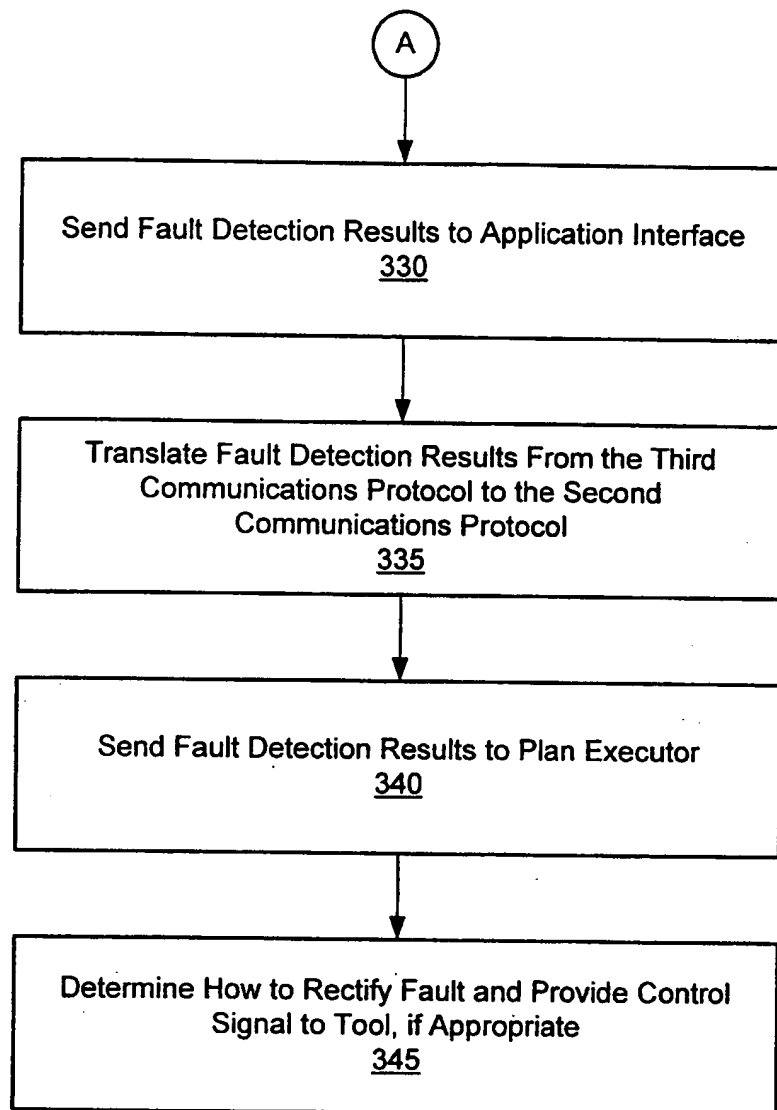 A
Send Fault Detection Results to Application Interface
330
Translate Fault Detection Results From the Third
Communications Protocol to the Second
Communications Protocol
335
Send Fault Detection Results to Plan Executor
340
Determine How to Rectify Fault and Provide Control
Signal to Tool, if Appropriate
345